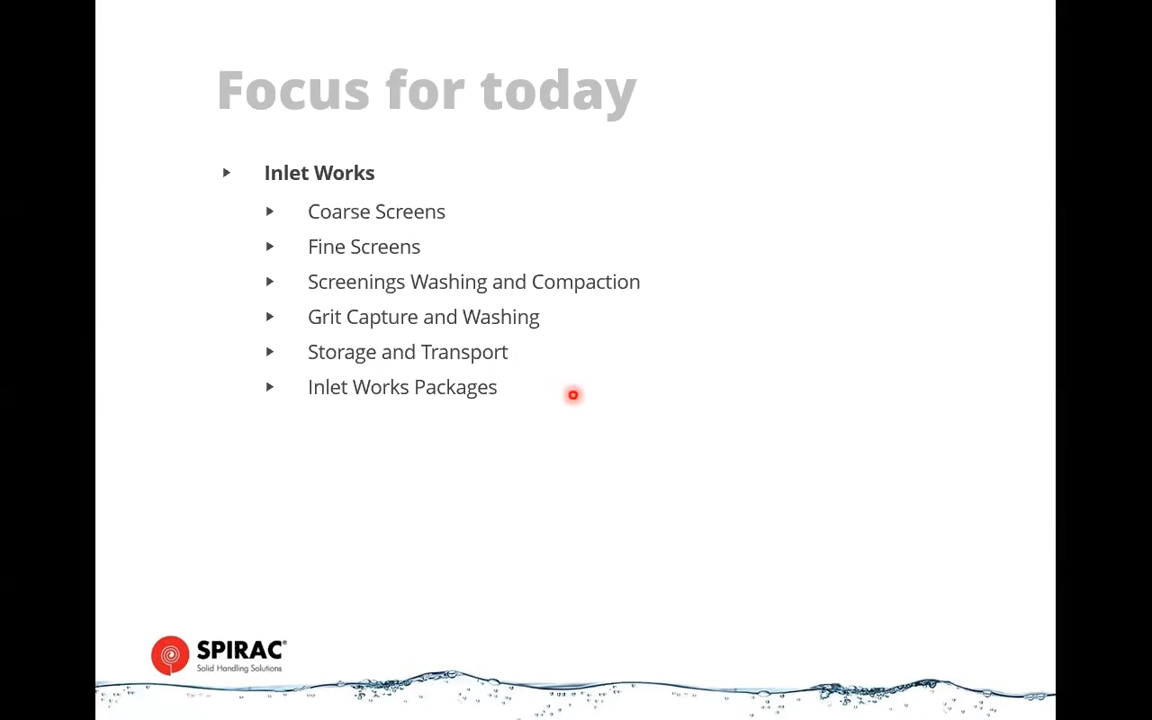 Focus for today
Inlet Works
Coarse Screens
Fine Screens
Screenings Washing and Compaction
Grit Capture and Washing
Storage and Transport
Inlet Works Packages
SPIRAC®
Solid Handling Solutions